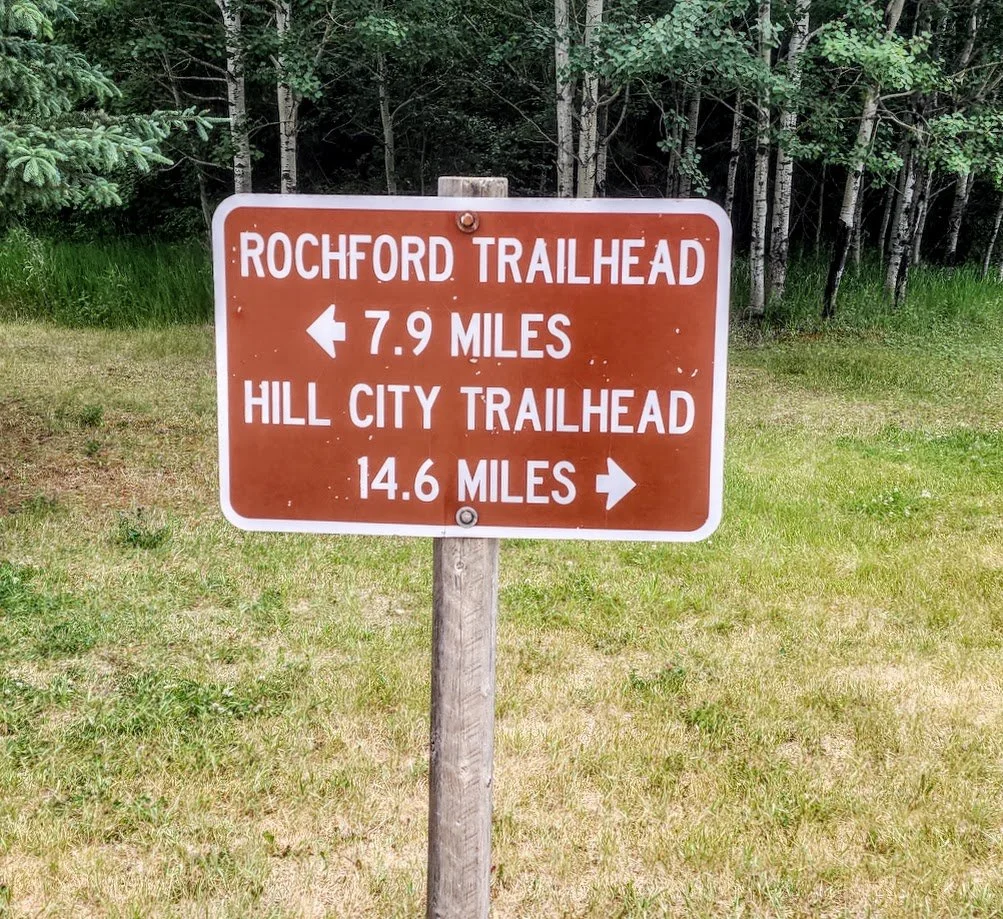 ROCHFORD TRAILHEAD
← 7.9 MILES
HILL CITY TRAILHEAD
14.6 MILES →